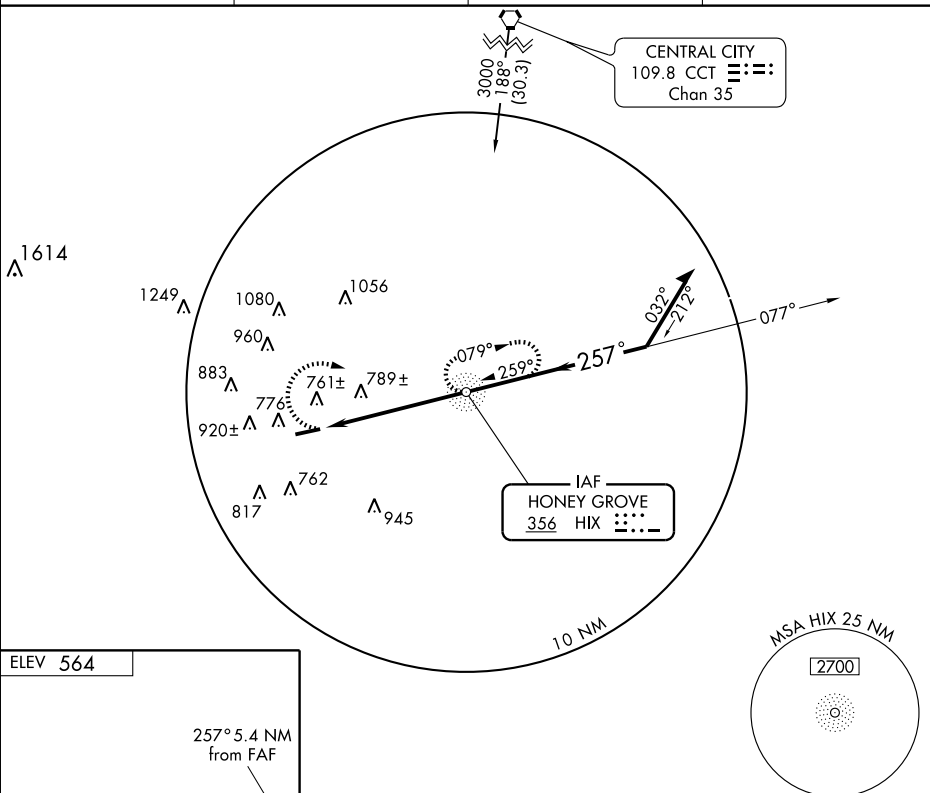 CENTRAL CITY
109.8 CCT
Chan 35
3000
188°
(30.3)
1614
1249
1080
1056
960
032°
212°
077°
079°
257°
259°
883
761±
789±
776
920±
762
817
945
IAF
HONEY GROVE
356 HIX
10 NM
MSA HIX 25 NM
2700
ELEV 564
257° 5.4 NM
from FAF